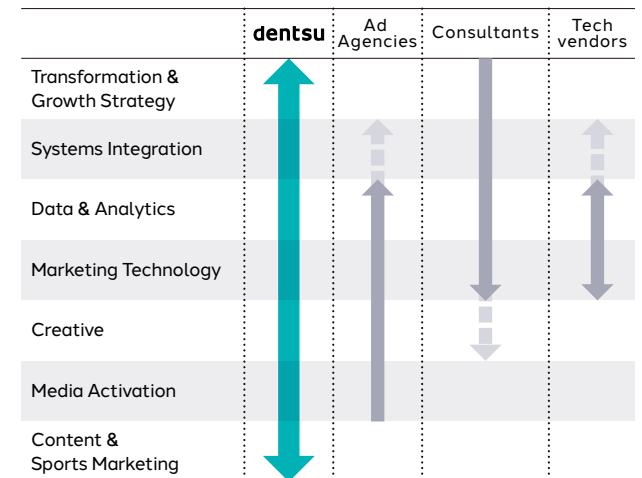 dentsu
Ad
Agencies
Consultants
Tech
vendors
Transformation &
Growth Strategy
Systems Integration
Data & Analytics
Marketing Technology
Creative
Media Activation
Content &
Sports Marketing